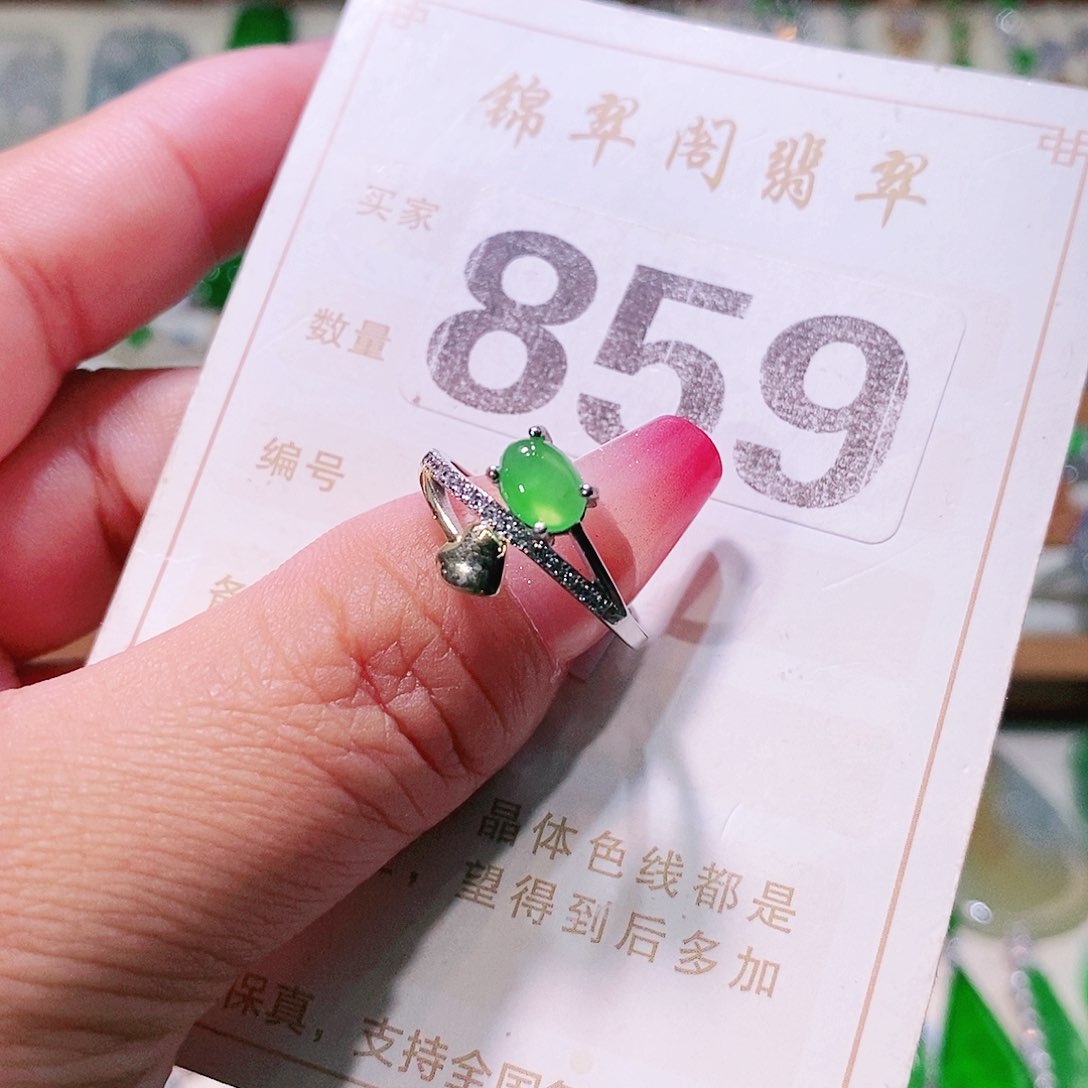 锦翠阁翡翠
买家
859
数量
编号
晶体色线都是
望得到后多加
保真，支持全国